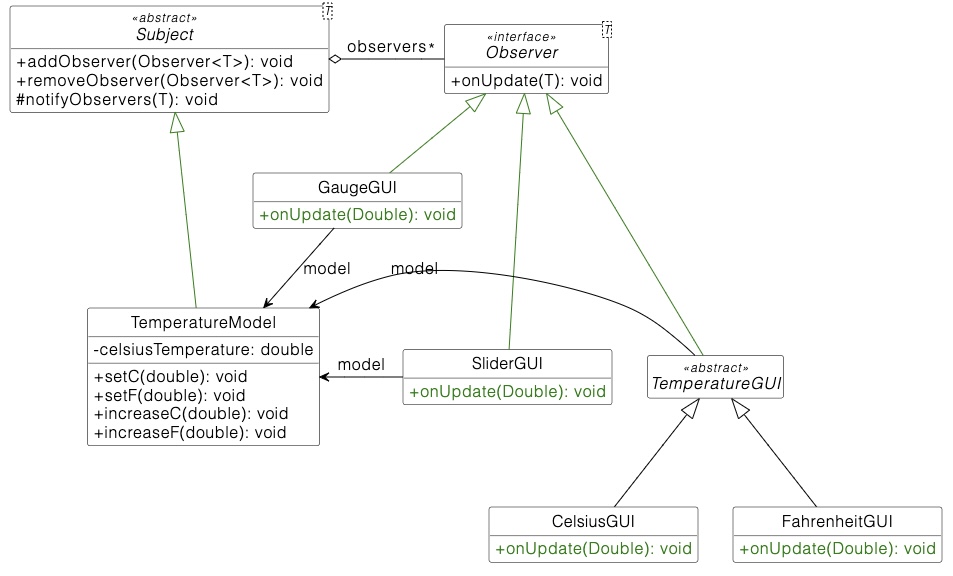 «abstract»
Subject
T
+addObserver(Observer<T>): void
+removeObserver(Observer<T>): void
#notifyObservers(T): void
observers*
«interface»
Observer
T
+onUpdate(T): void
GaugeGUI
+onUpdate(Double): void
model
model
TemperatureModel
-celsiusTemperature: double
+setC(double): void
+setF(double): void
+increaseC(double): void
+increaseF(double): void
model
SliderGUI
+onUpdate(Double): void
«abstract»
TemperatureGUI
CelsiusGUI
+onUpdate(Double): void
FahrenheitGUI
+onUpdate(Double): void